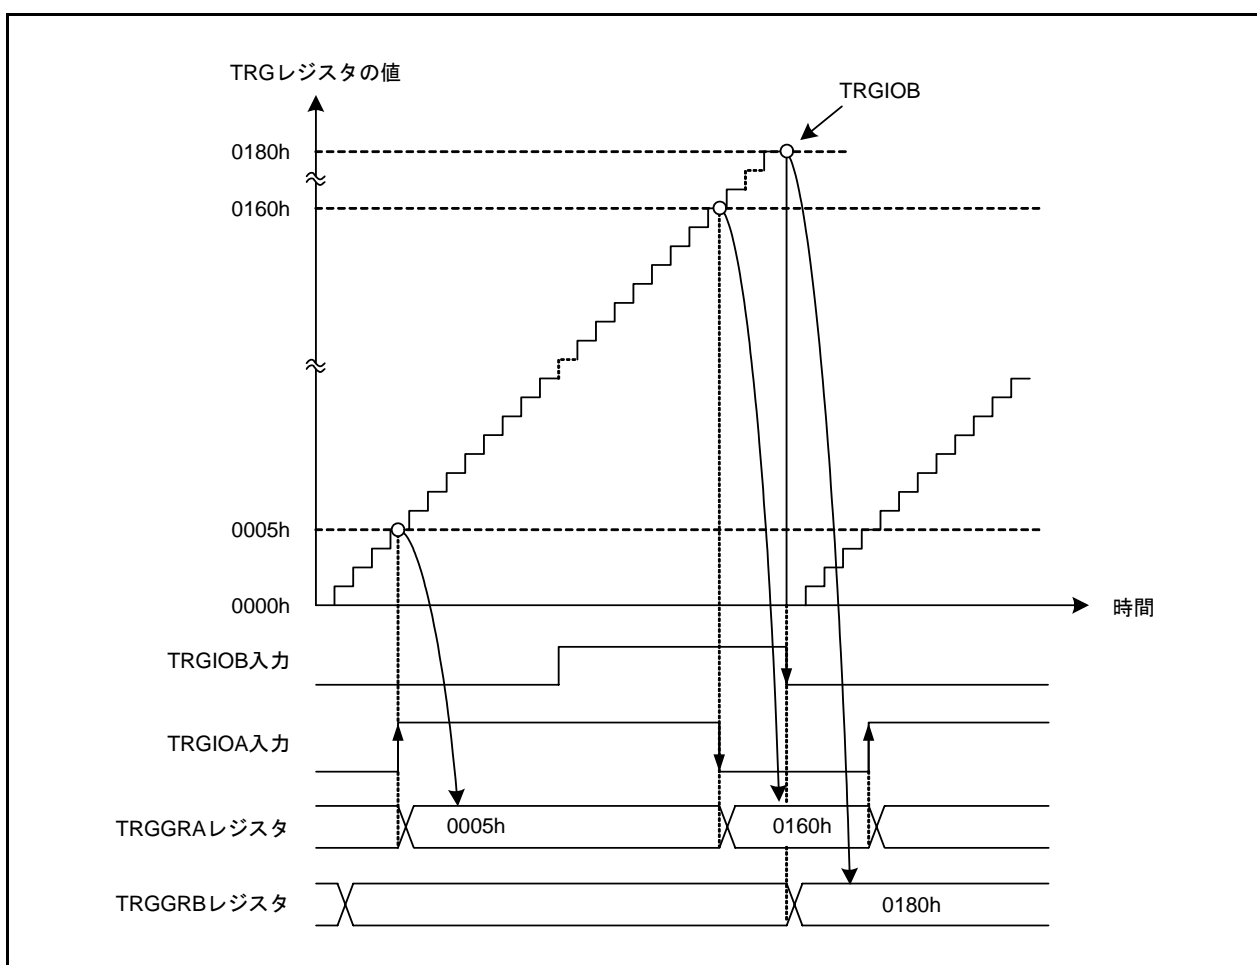 TRGレジスタの値
TRGIOB
0180h
0160h
0005h
0000h
時間
TRGIOB入力
TRGIOA入力
TRGGRAレジスタ
0005h
0160h
TRGGRBレジスタ
0180h